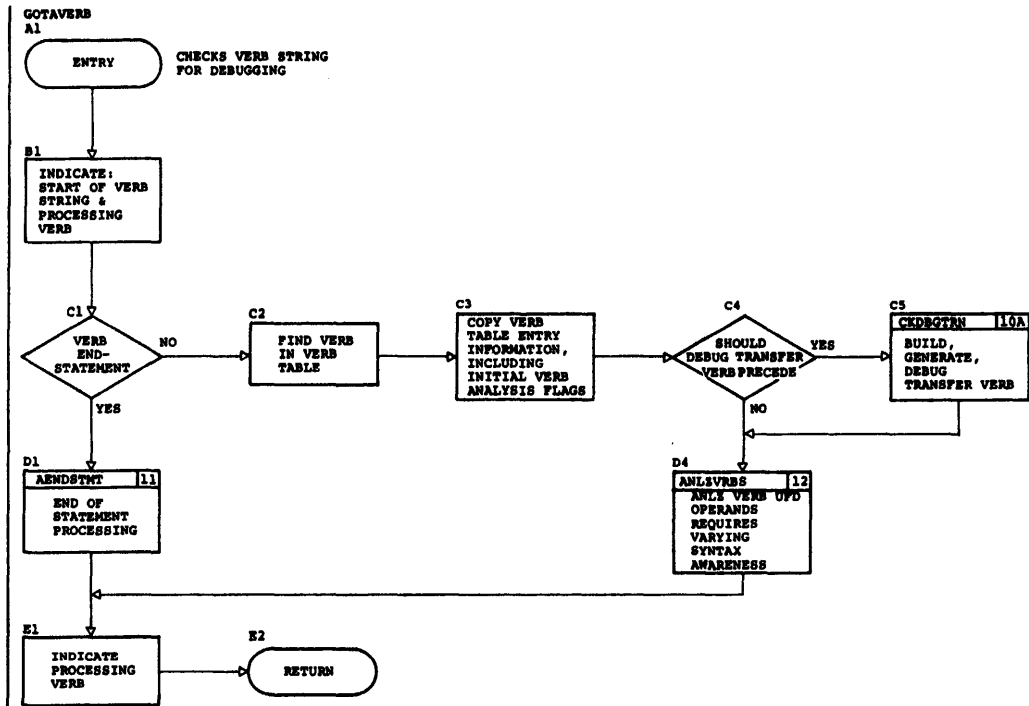 GOTAVERB
A1
ENTRY
CHECKS VERB STRING
FOR DEBUGGING
B1
INDICATE:
START OF VERB
STRING &
PROCESSING
VERB
C1
VERB
END-
STATEMENT
NO
YES
C2
FIND VERB
IN VERB
TABLE
C3
COPY VERB
TABLE ENTRY
INFORMATION,
INCLUDING
INITIAL VERB
ANALYSIS FLAGS
C4
SHOULD
DEBUG TRANSFER
VERB PRECEDE
YES
NO
C5
CKDBGTRN 10A
BUILD,
GENERATE,
DEBUG
TRANSFER VERB
D1
AENDSTMT 11
END OF
STATEMENT
PROCESSING
D4
ANLZVRBS 12
ANLZ VERB UFD
OPERANDS
REQUIRES
VARYING
SYNTAX
AWARENESS
E1
INDICATE
PROCESSING
VERB
E2
RETURN